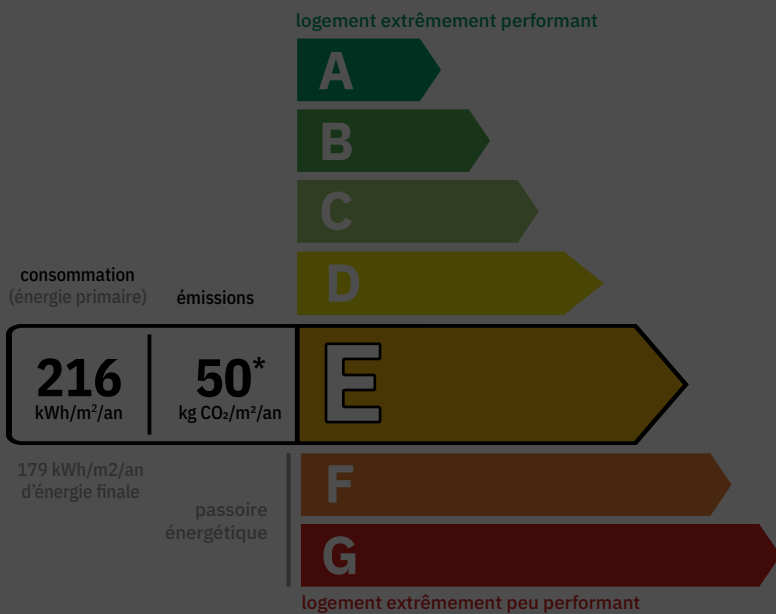 logement extrêmement performant
A
B
C
D
consommation
(énergie primaire)
émissions
216
kWh/m²/an
50*
kg CO₂/m²/an
E
179 kWh/m2/an
d'énergie finale
passoire
énergétique
F
G
logement extrêmement peu performant